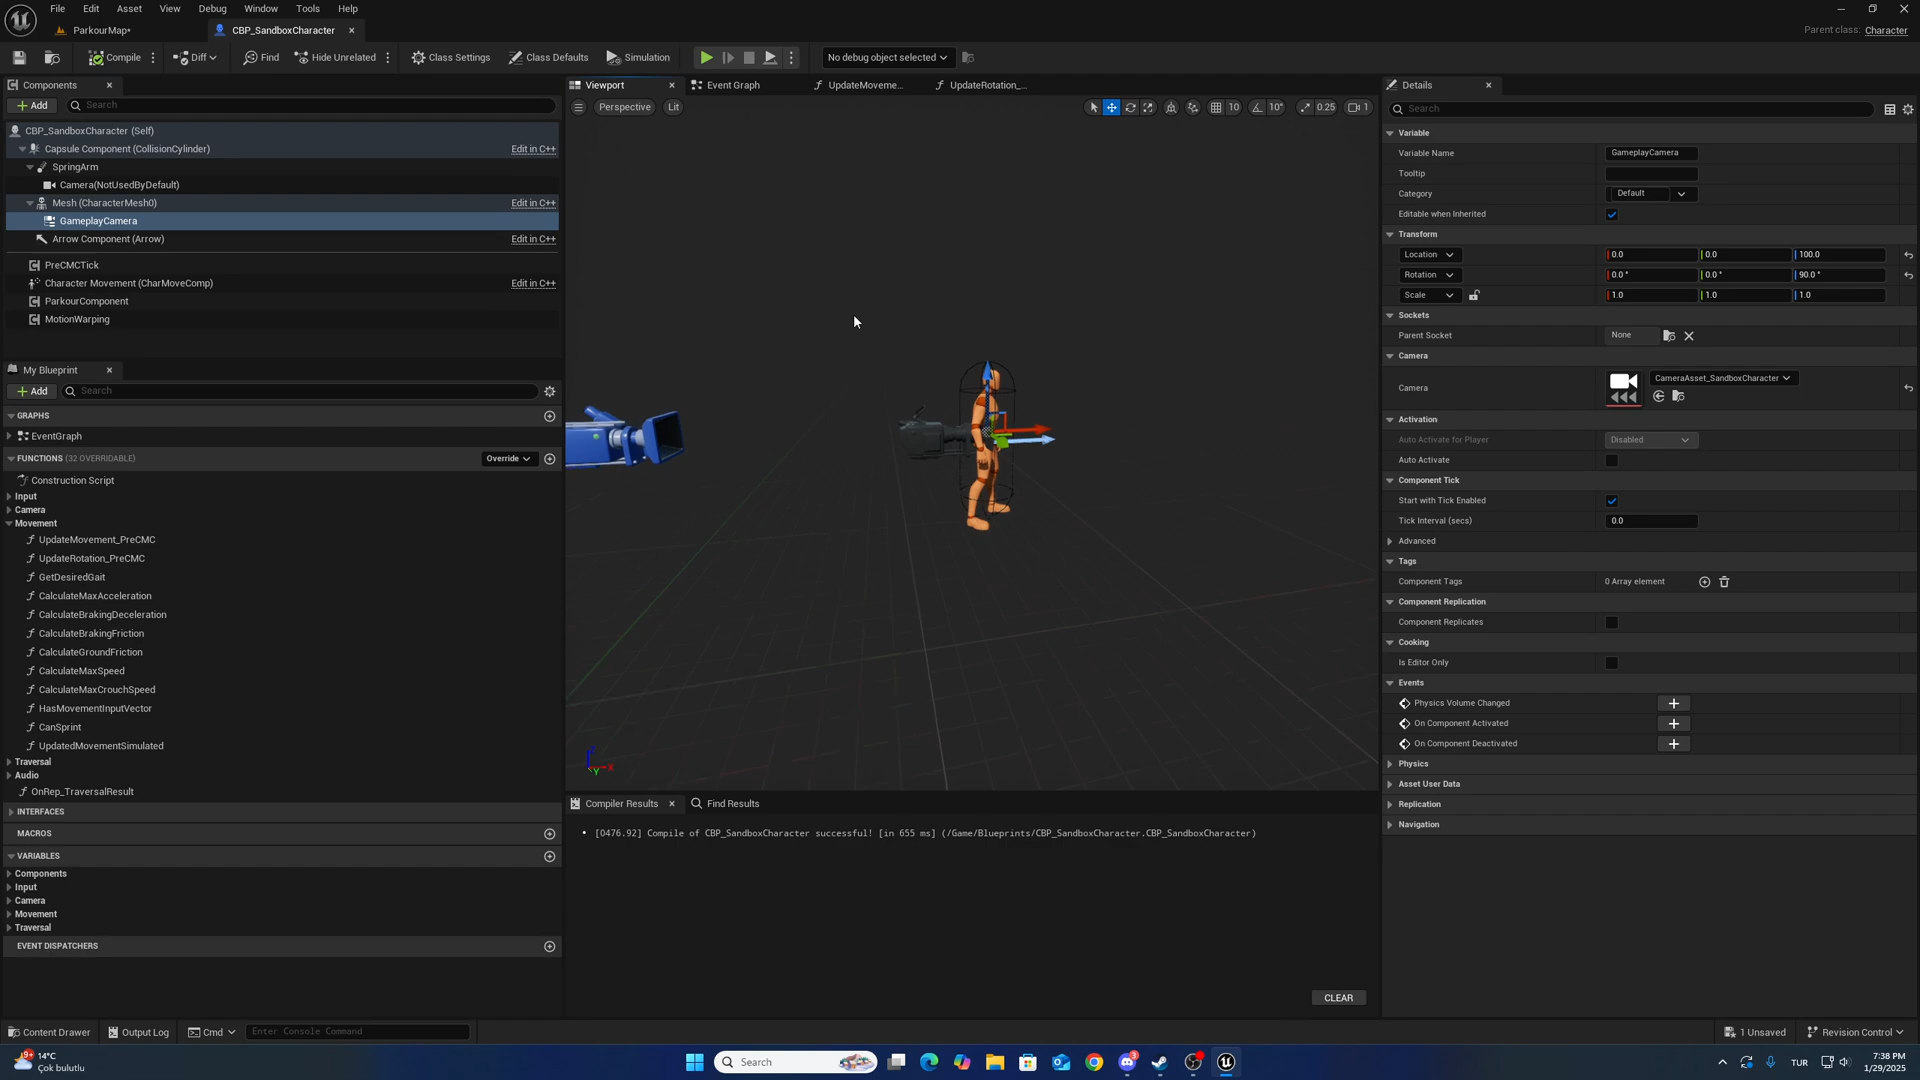 File Edit Asset View Debug Window Tools Help
ParkourMap* CBP_SandboxCharacter Parent class: Character
Compile Diff Find Hide Unrelated Class Settings Class Defaults Simulation No debug object selected
Components
Add Search
CBP_SandboxCharacter (Self)
Capsule Component (CollisionCylinder) Edit in C++
SpringArm
Camera(NotUsedByDefault)
Mesh (CharacterMesh0) Edit in C++
GameplayCamera
Arrow Component (Arrow) Edit in C++
PreCMCTick
Character Movement (CharMoveComp) Edit in C++
ParkourComponent
MotionWarping
My Blueprint
Add Search
GRAPHS
EventGraph
FUNCTIONS (32 OVERRIDABLE) Override
Construction Script
Input
Camera
Movement
UpdateMovement_PreCMC
UpdateRotation_PreCMC
GetDesiredGait
CalculateMaxAcceleration
CalculateBrakingDeceleration
CalculateBrakingFriction
CalculateGroundFriction
CalculateMaxSpeed
CalculateMaxCrouchSpeed
HasMovementInputVector
CanSprint
UpdatedMovementSimulated
Traversal
Audio
OnRep_TraversalResult
INTERFACES
MACROS
VARIABLES
Components
Input
Camera
Movement
Traversal
EVENT DISPATCHERS
Viewport Event Graph UpdateMoveme... UpdateRotation_...
Perspective Lit 10 10° 0.25 1
Z
X
Y
Compiler Results Find Results
[0476.92] Compile of CBP_SandboxCharacter successful! [in 655 ms] (/Game/Blueprints/CBP_SandboxCharacter.CBP_SandboxCharacter)
CLEAR
Details
Search
Variable
Variable Name GameplayCamera
Tooltip
Category Default
Editable when Inherited
Transform
Location 0.0 0.0 100.0
Rotation 0.0° 0.0° 90.0°
Scale 1.0 1.0 1.0
Sockets
Parent Socket None
Camera
Camera CameraAsset_SandboxCharacter
Activation
Auto Activate for Player Disabled
Auto Activate
Component Tick
Start with Tick Enabled
Tick Interval (secs) 0.0
Advanced
Tags
Component Tags 0 Array element
Component Replication
Component Replicates
Cooking
Is Editor Only
Events
Physics Volume Changed
On Component Activated
On Component Deactivated
Physics
Asset User Data
Replication
Navigation
Content Drawer Output Log Cmd Enter Console Command 1 Unsaved Revision Control
9+ 14°C
Çok bulutlu
Search 3 TUR 7:38 PM
1/29/2025